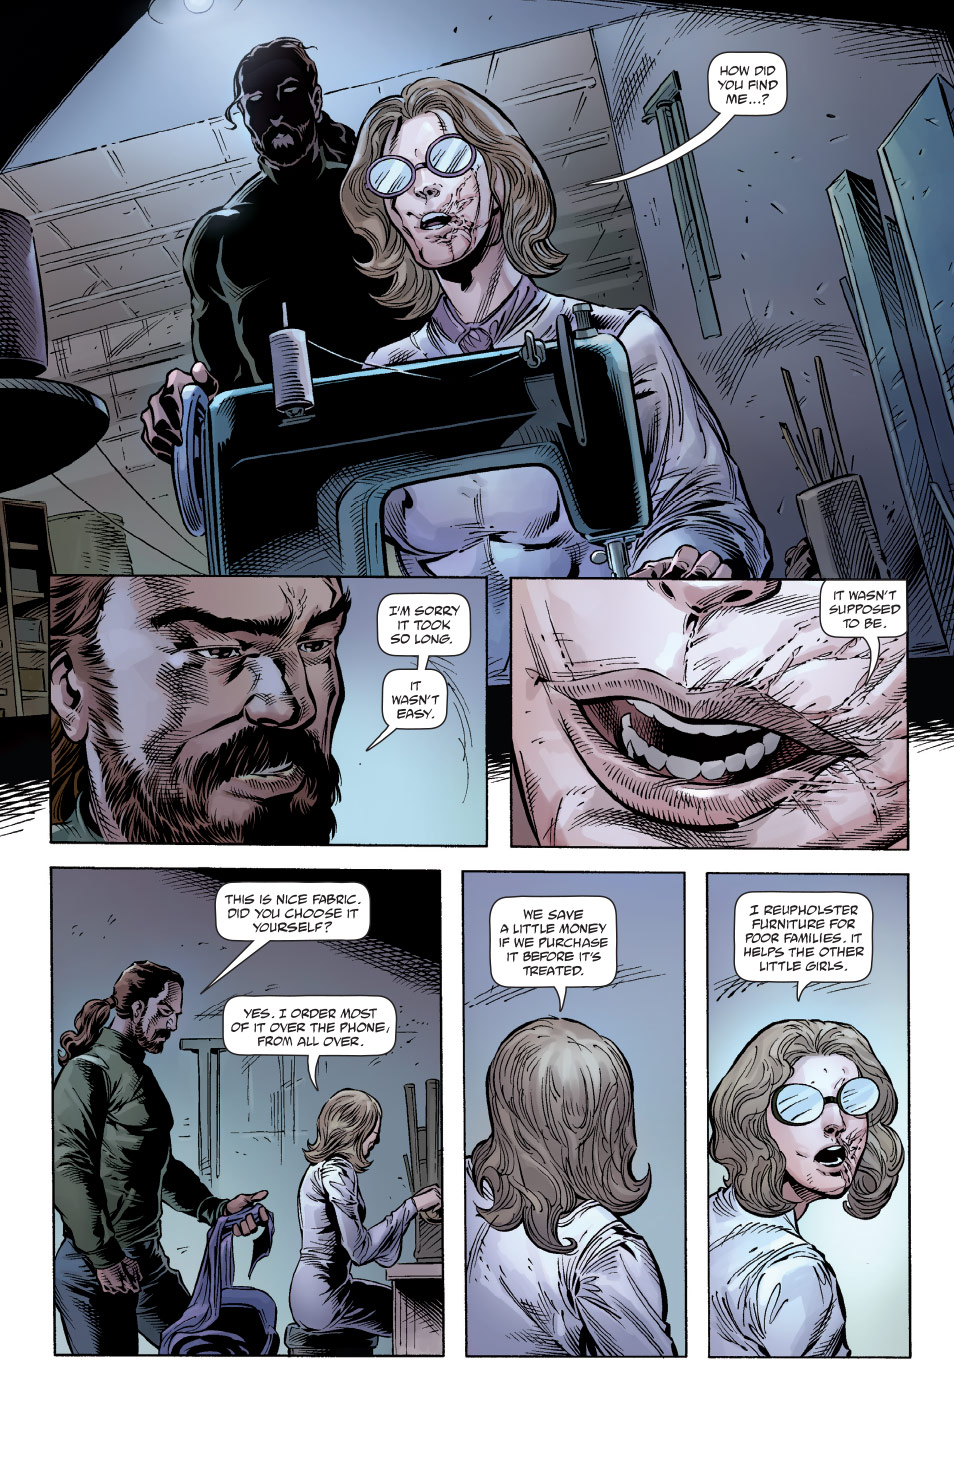 HOW DID
YOU FIND
ME...?
I'M SORRY
IT TOOK
SO LONG.
IT
WASN'T
EASY.
IT WASN'T
SUPPOSED
TO BE.
THIS IS NICE FABRIC.
DID YOU CHOOSE IT
YOURSELF?
YES. I ORDER MOST
OF IT OVER THE PHONE,
FROM ALL OVER.
WE SAVE
A LITTLE MONEY
IF WE PURCHASE
IT BEFORE IT'S
TREATED.
I REUPHOLSTER
FURNITURE FOR
POOR FAMILIES. IT
HELPS THE OTHER
LITTLE GIRLS.